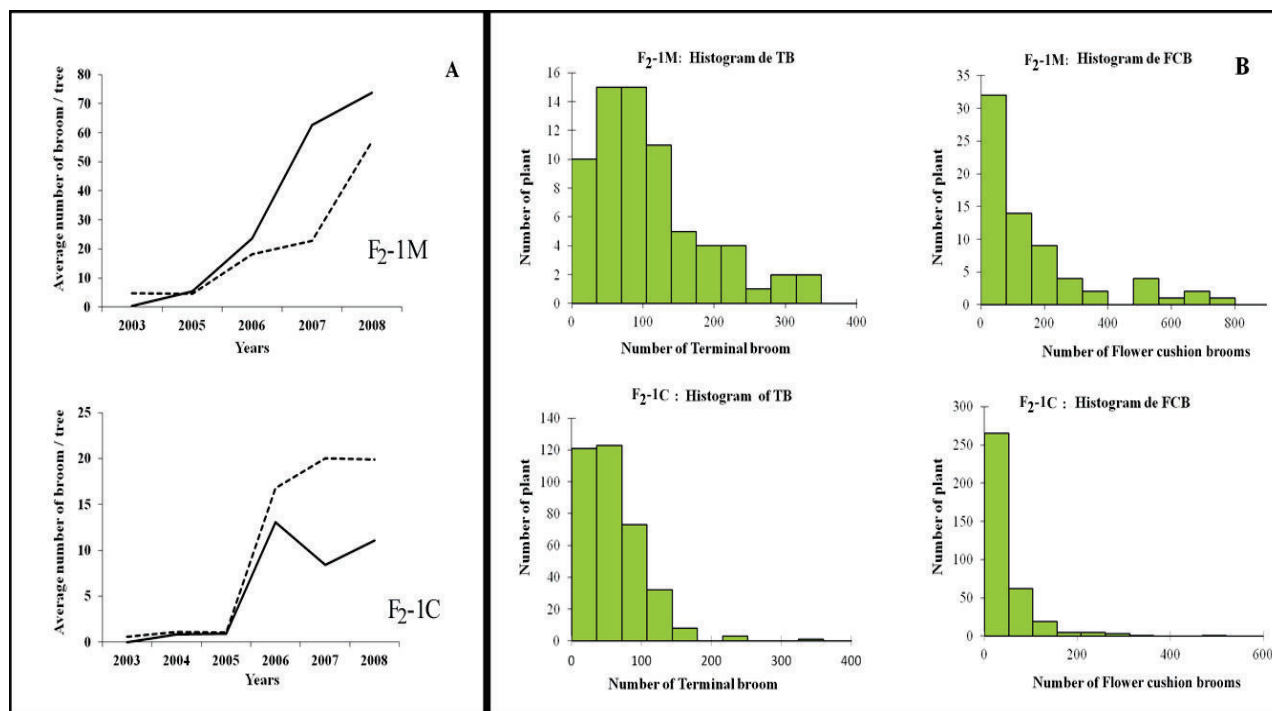 A
Average number of broom / tree
80
70
60
50
40
30
20
10
0
F2-1M
2003 2005 2006 2007 2008
Years
Average number of broom / tree
25
20
15
10
5
0
F2-1C
2003 2004 2005 2006 2007 2008
Years
B
F2-1M: Histogram de TB
Number of plant
16
14
12
10
8
6
4
2
0
0 100 200 300 400
Number of Terminal broom
F2-1M: Histogram de FCB
Number of plant
35
30
25
20
15
10
5
0
0 200 400 600 800
Number of Flower cushion brooms
F2-1C : Histogram of TB
Number of plant
140
120
100
80
60
40
20
0
0 200 400
Number of Terminal broom
F2-1C : Histogram de FCB
Number of plant
300
250
200
150
100
50
0
0 200 400 600
Number of Flower cushion brooms